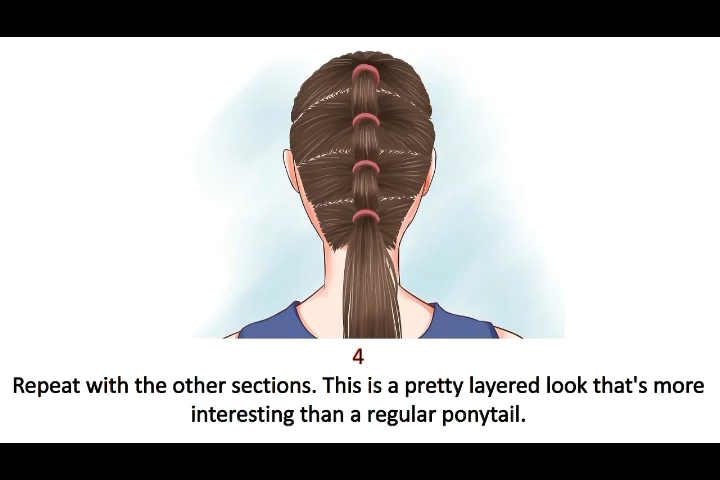 4
Repeat with the other sections. This is a pretty layered look that's more
interesting than a regular ponytail.